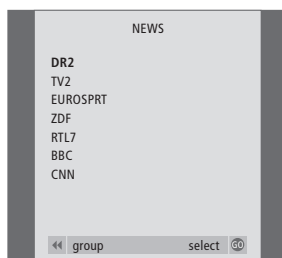 NEWS
DR2
TV2
EUROSPRT
ZDF
RTL7
BBC
CNN
group select GO